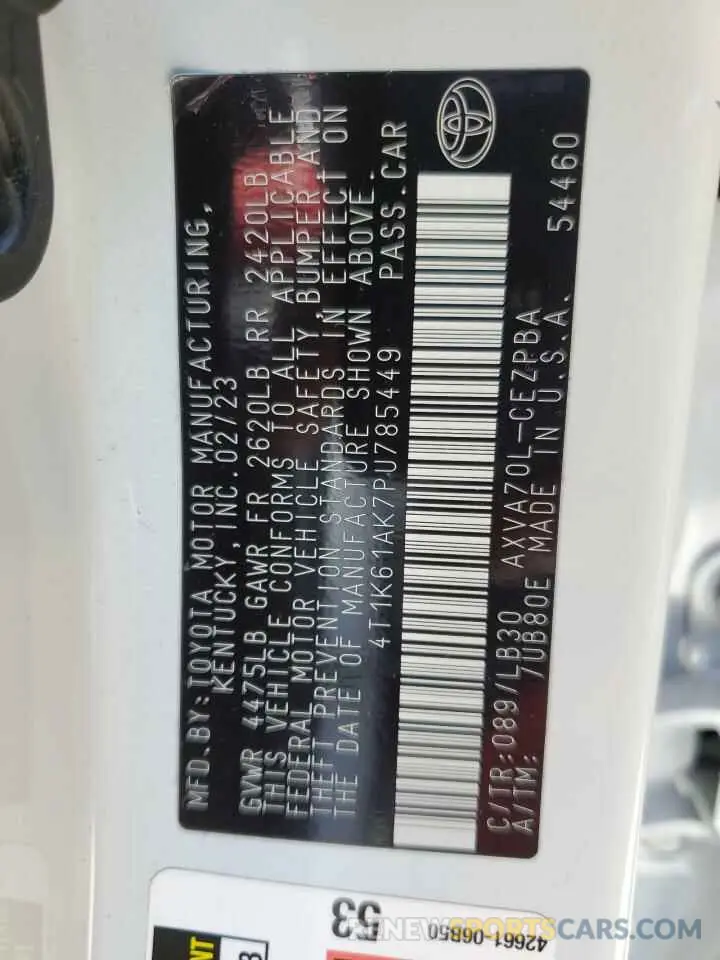 MFD.BY:TOYOTA MOTOR MANUFACTURING,
KENTUCKY, INC. 02/23
GVWR 4475LB GAWR FR 2620LB RR 2420LB
THIS VEHICLE CONFORMS TO ALL APPLICABLE
FEDERAL MOTOR VEHICLE SAFETY, BUMPER AND
THEFT PREVENTION STANDARDS IN EFFECT ON
THE DATE OF MANUFACTURE SHOWN ABOVE.
4T1K61AK7PU785449 PASS.CAR
C/TR:089/LB30 AXVA70L-CEZPBA
A/TM: /UB80E MADE IN U.S.A. 54460
53
42661-06B50
RENEWSPORTSCARS.COM